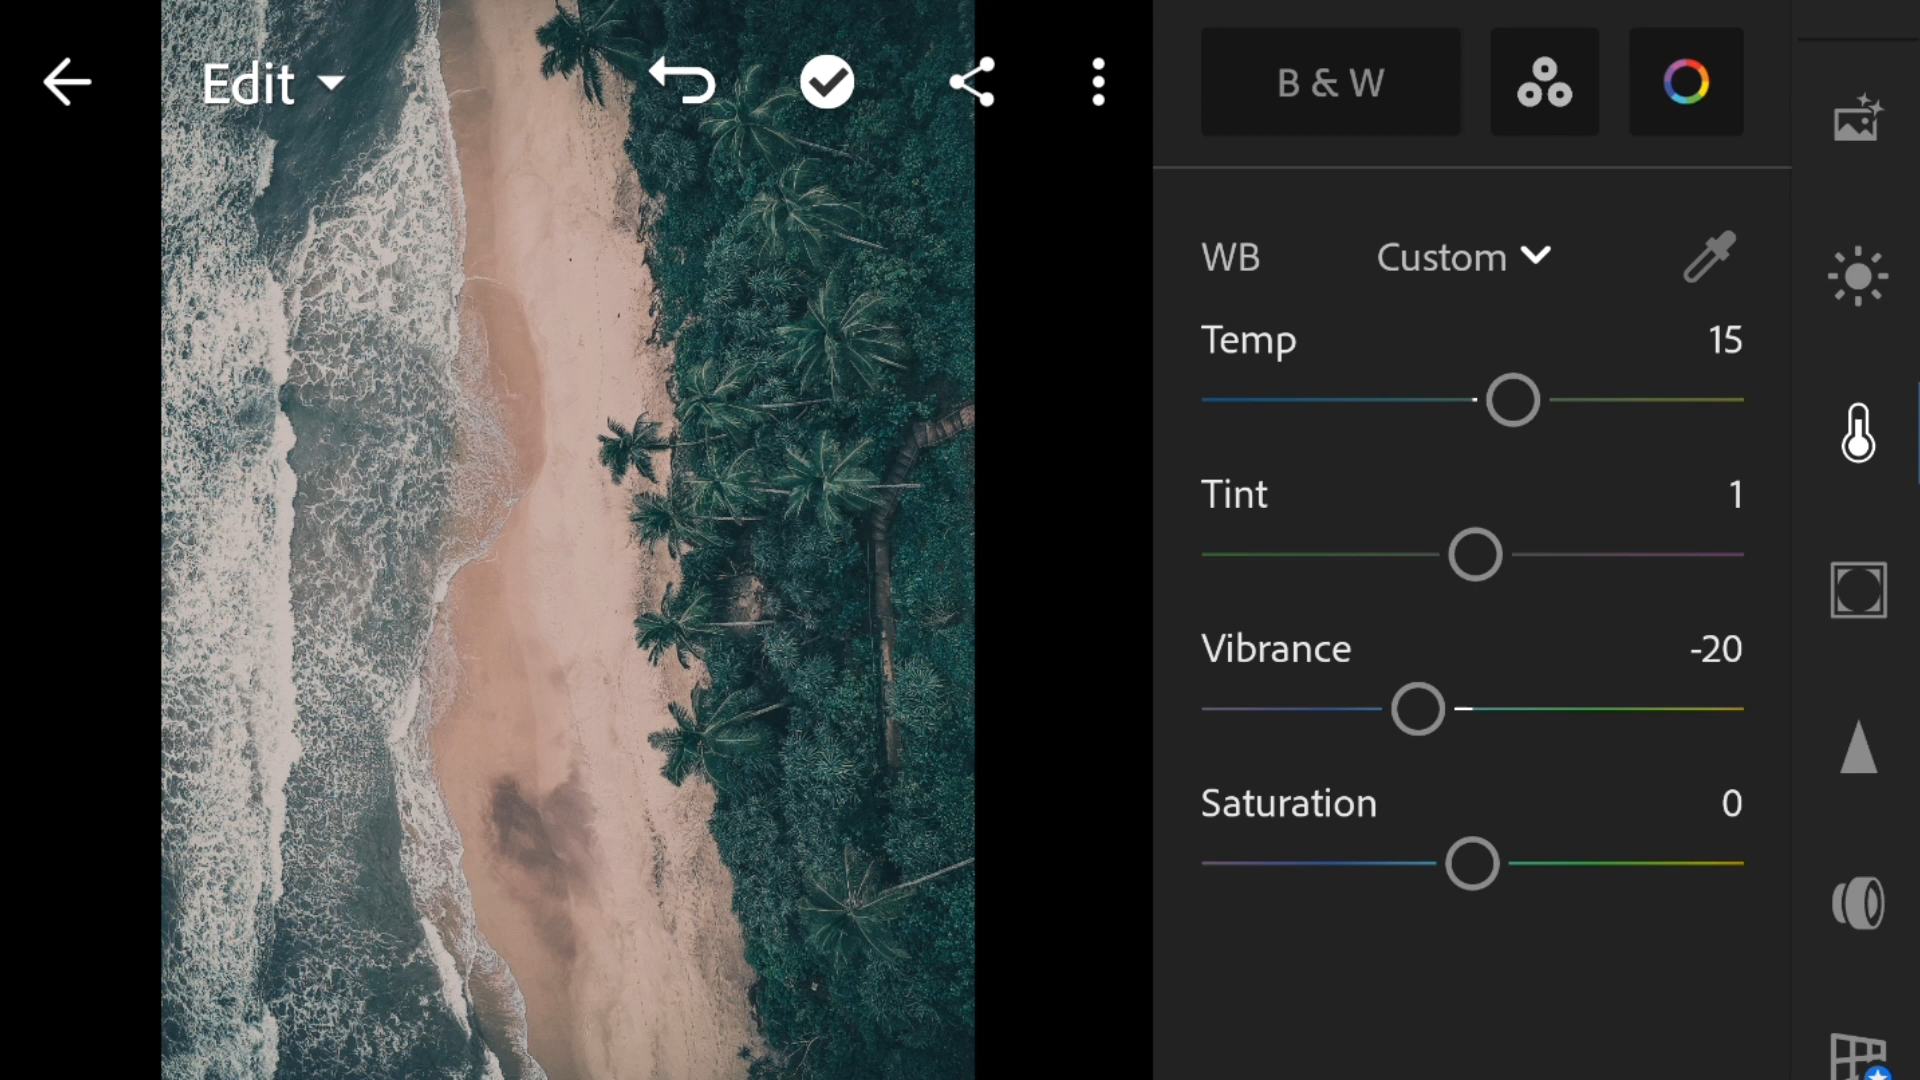 Edit
B & W
WB Custom
Temp 15
Tint 1
Vibrance -20
Saturation 0